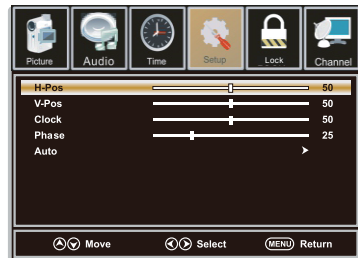 Picture Audio Time Setup Lock Channel
H-Pos 50
V-Pos 50
Clock 50
Phase 25
Auto
Move Select MENU Return